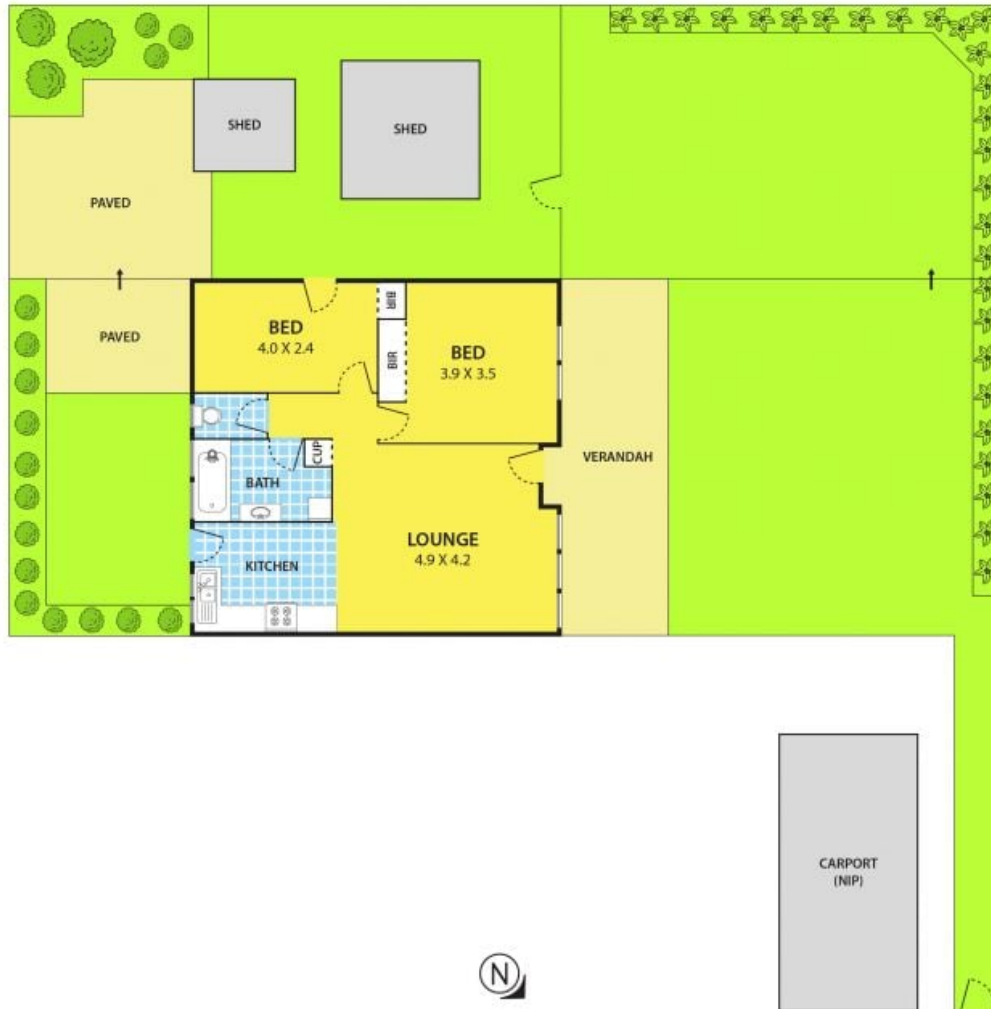 SHED
SHED
PAVED
PAVED
BED
4.0 X 2.4
BIR
BIR
BED
3.9 X 3.5
CUP
BATH
VERANDAH
LOUNGE
4.9 X 4.2
KITCHEN
CARPORT
(NIP)
N